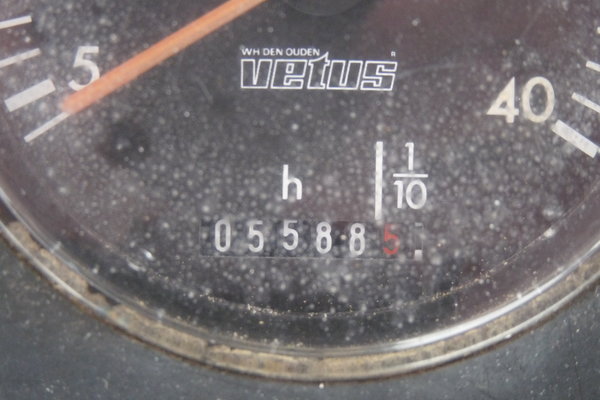 5
WH DEN OUDEN
vetus R
40
h 1/10
055885